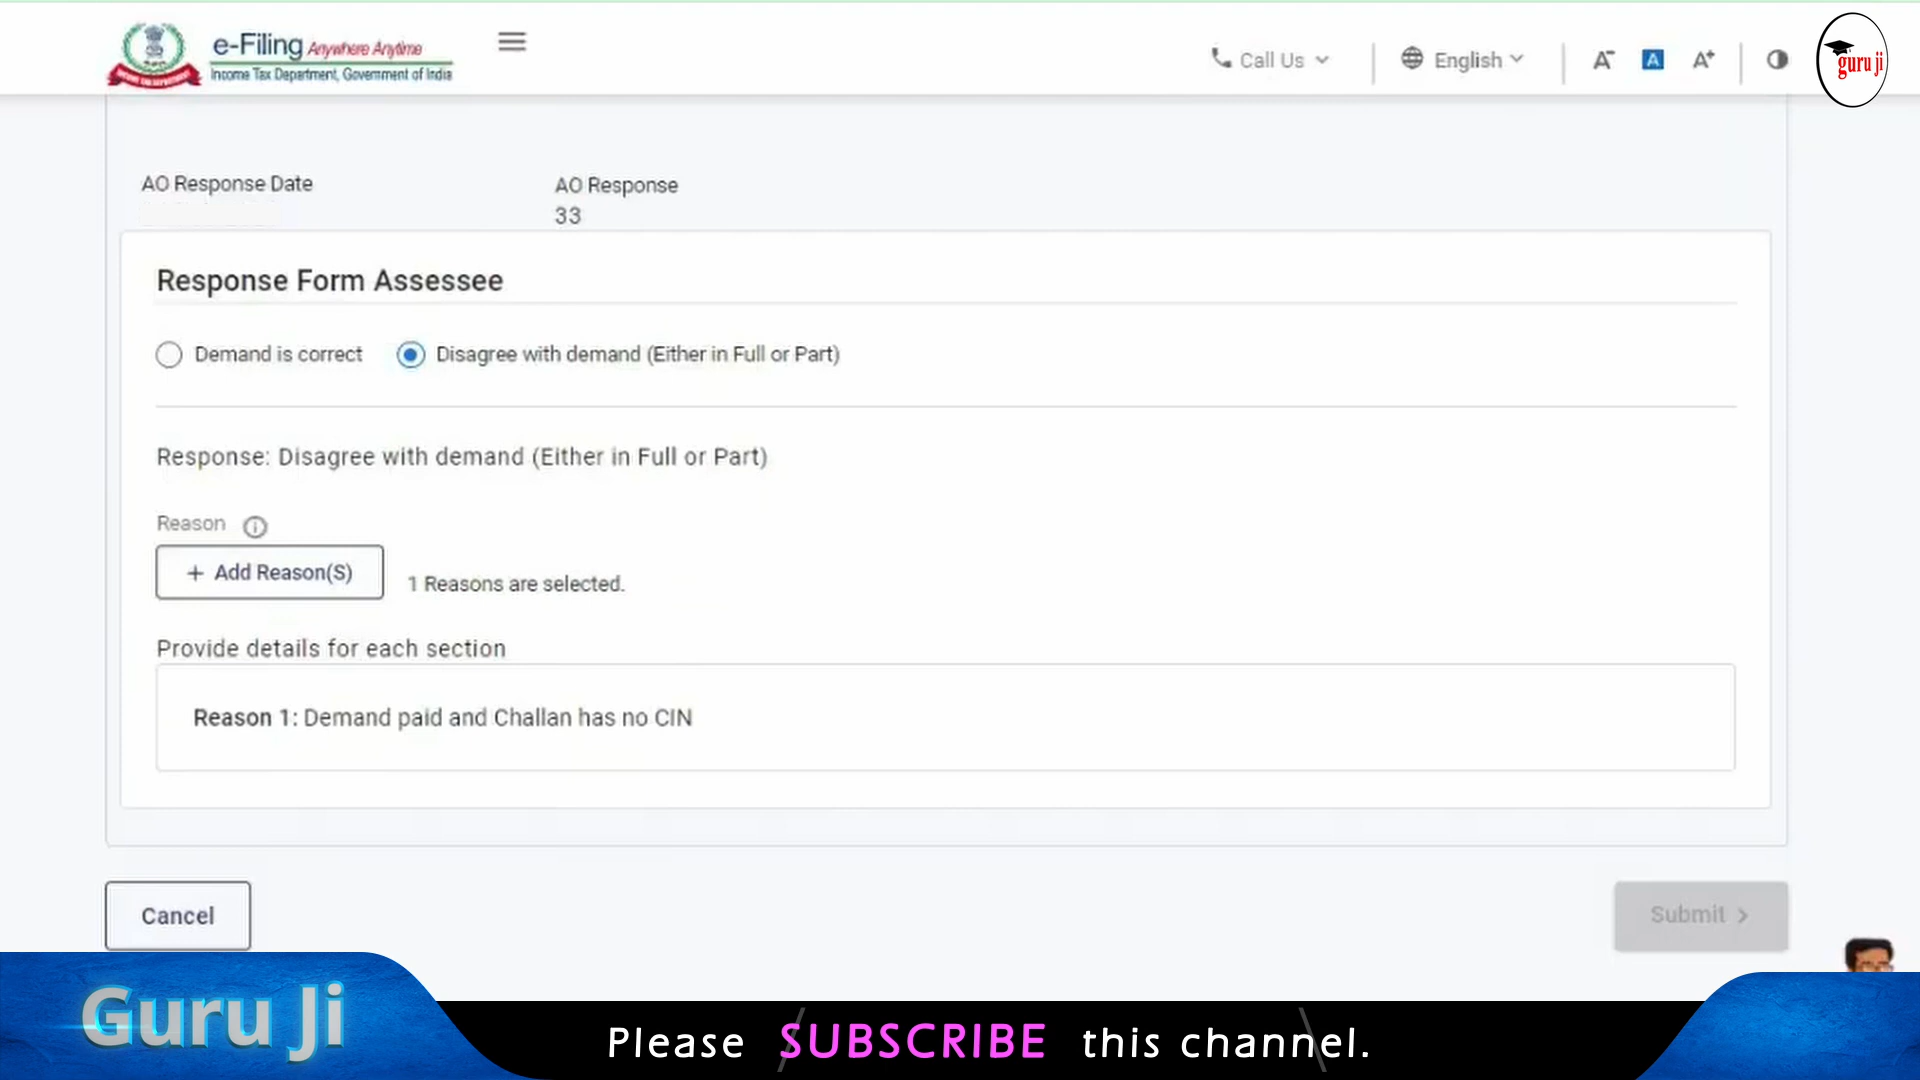 e-Filing Anywhere Anytime
Income Tax Department, Government of India
Call Us
English
A-
A
A+
guru ji
AO Response Date
AO Response
33
Response Form Assessee
Demand is correct
Disagree with demand (Either in Full or Part)
Response: Disagree with demand (Either in Full or Part)
Reason
+ Add Reason(S)
1 Reasons are selected.
Provide details for each section
Reason 1: Demand paid and Challan has no CIN
Cancel
Submit >
Guru Ji
Please SUBSCRIBE this channel.